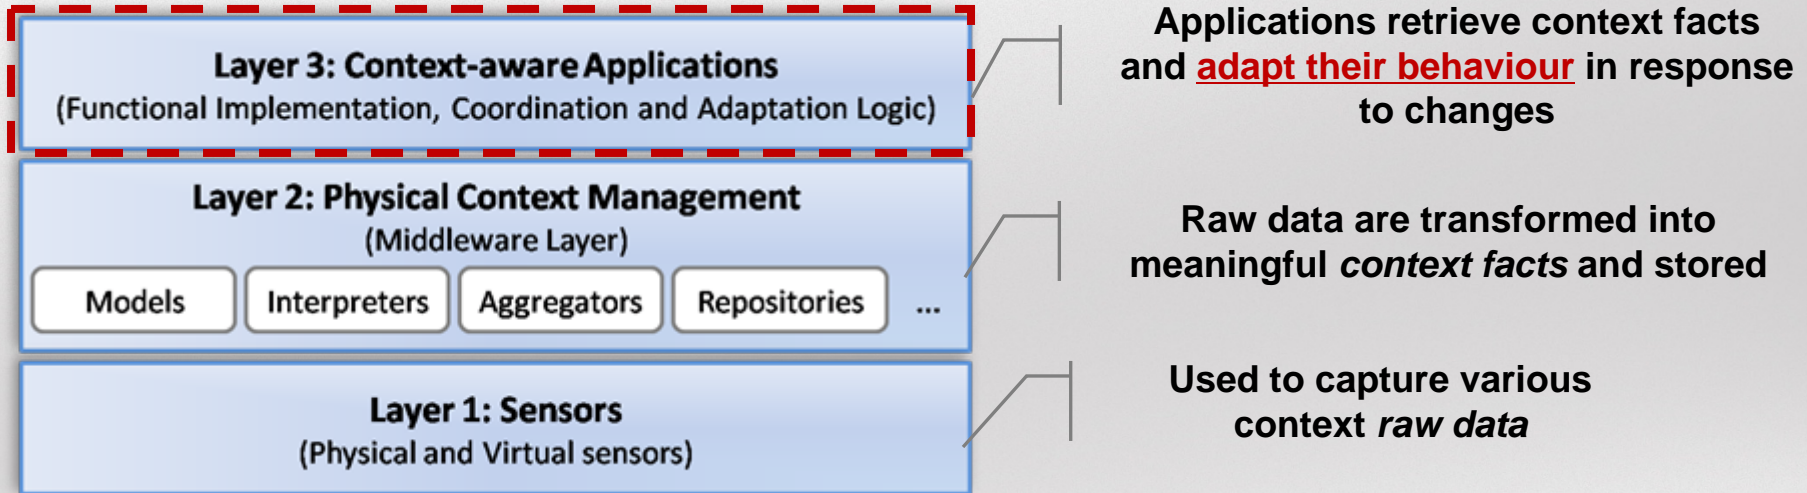 Layer 3: Context-aware Applications
(Functional Implementation, Coordination and Adaptation Logic)
Applications retrieve context facts
and adapt their behaviour in response
to changes
Layer 2: Physical Context Management
(Middleware Layer)
Models
Interpreters
Aggregators
Repositories
...
Raw data are transformed into
meaningful context facts and stored
Layer 1: Sensors
(Physical and Virtual sensors)
Used to capture various
context raw data